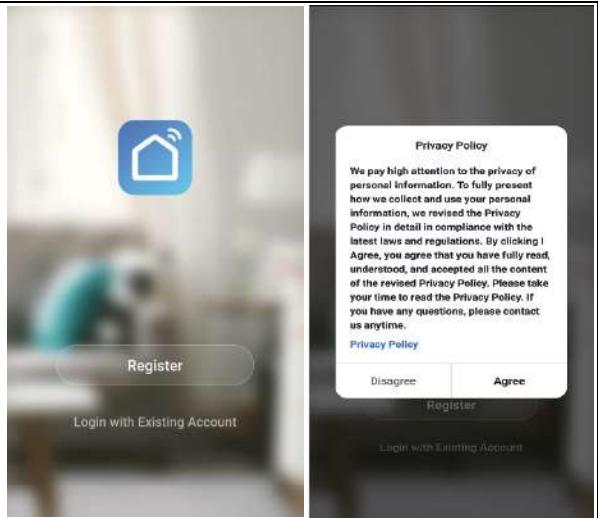 Register
Login with Existing Account
Privacy Policy
We pay high attention to the privacy of
personal information. To fully present
how we collect and use your personal
information, we revised the Privacy
Policy in detail in compliance with the
latest laws and regulations. By clicking I
Agree, you agree that you have fully read,
understood, and accepted all the content
of the revised Privacy Policy. Please take
your time to read the Privacy Policy. If
you have any questions, please contact
us anytime.
Privacy Policy
Disagree
Agree
Register
Login with Existing Account